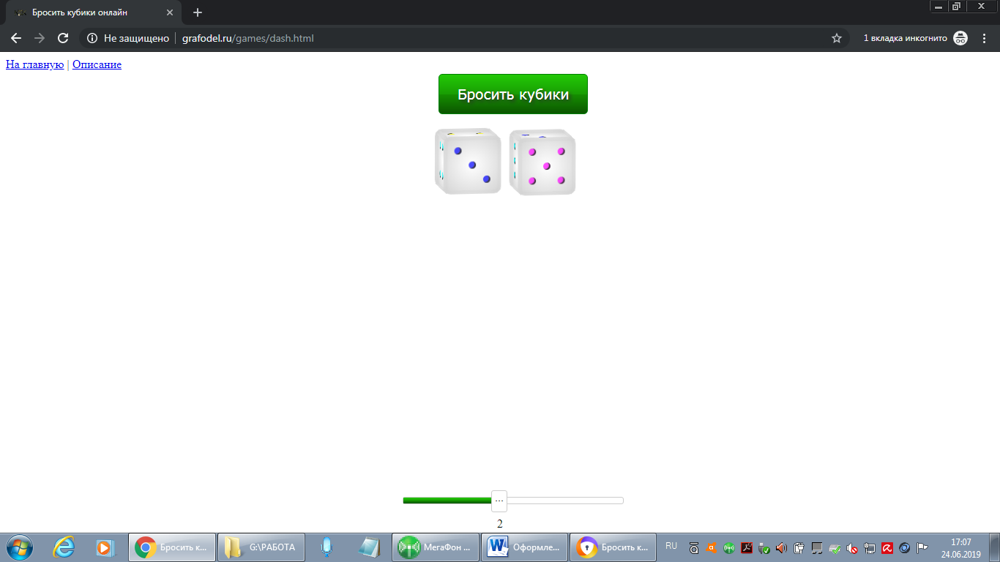 Бросить кубики онлайн
Не защищено
grafodel.ru/games/dash.html
1 вкладка инкогнито
На главную | Описание
Бросить кубики
...
2
Бросить к...
G:\РАБОТА
МегаФон ...
Оформле...
Бросить к...
RU
17:07
24.06.2019